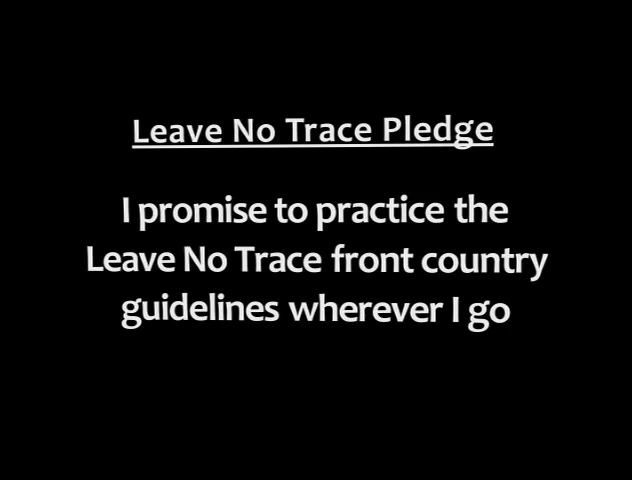 Leave No Trace Pledge
I promise to practice the
Leave No Trace front country
guidelines wherever I go